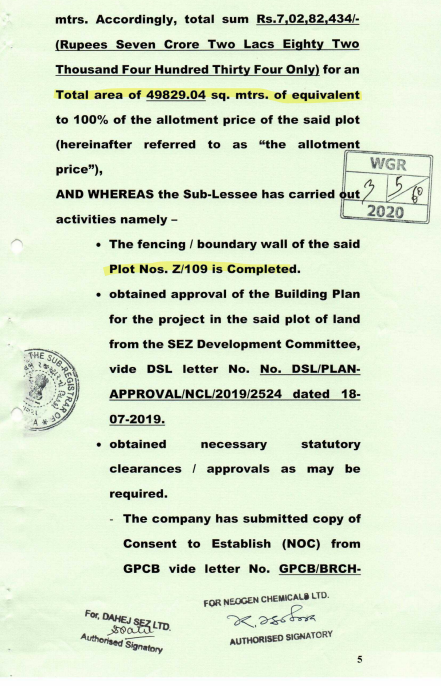 mtrs. Accordingly, total sum Rs.7,02,82,434/-
(Rupees Seven Crore Two Lacs Eighty Two
Thousand Four Hundred Thirty Four Only) for an
Total area of 49829.04 sq. mtrs. of equivalent
to 100% of the allotment price of the said plot
(hereinafter referred to as “the allotment
price”),
WGR
3 5
2020
AND WHEREAS the Sub-Lessee has carried out
activities namely –
• The fencing / boundary wall of the said
Plot Nos. Z/109 is Completed.
• obtained approval of the Building Plan
for the project in the said plot of land
from the SEZ Development Committee,
vide DSL letter No. No. DSL/PLAN-
APPROVAL/NCL/2019/2524 dated 18-
07-2019.
THE SUB-REGISTRAR OF
• obtained necessary statutory
clearances / approvals as may be
required.
- The company has submitted copy of
Consent to Establish (NOC) from
GPCB vide letter No. GPCB/BRCH-
For, DAHEJ SEZ LTD.
Authorised Signatory
FOR NEOGEN CHEMICALS LTD.
AUTHORISED SIGNATORY
5